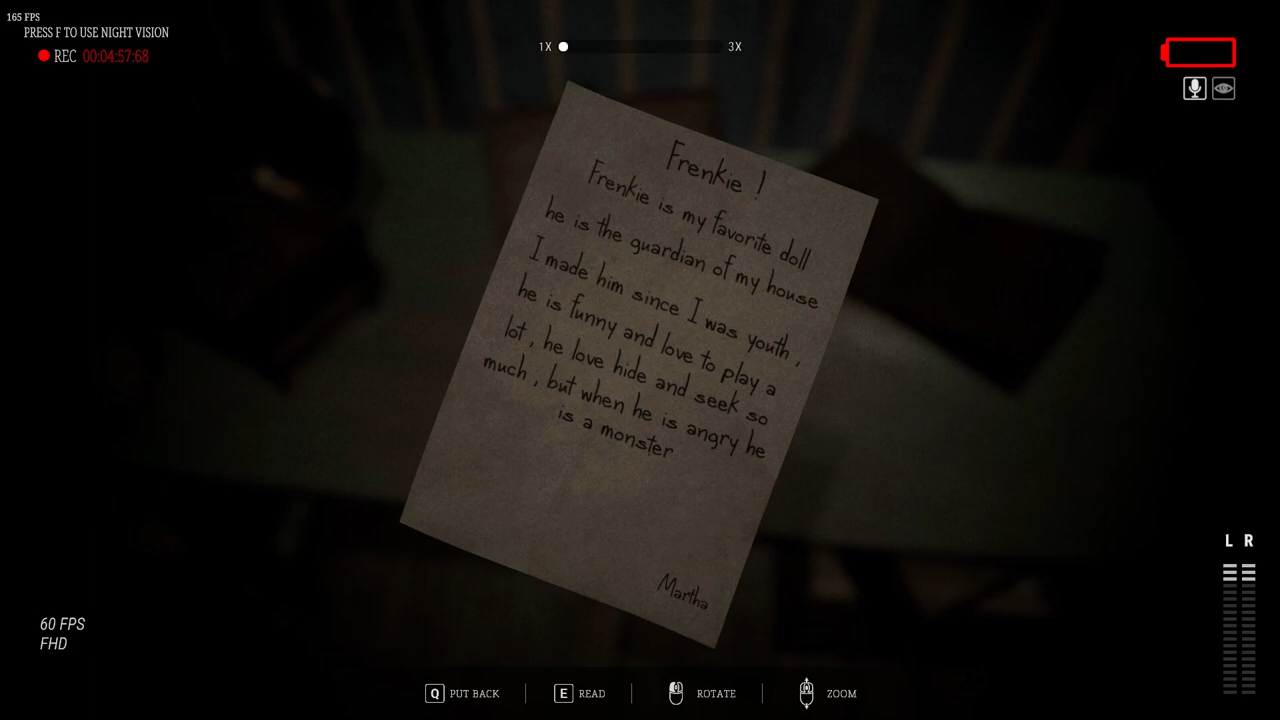 165 FPS
PRESS F TO USE NIGHT VISION
REC 00:04:57:68
1X 3X
Frenkie !
Frenkie is my favorite doll
he is the guardian of my house
I made him since I was youth ,
he is funny and love to play a
lot , he love hide and seek so
much , but when he is angry he
is a monster
Martha
L R
60 FPS
FHD
Q PUT BACK E READ ROTATE ZOOM